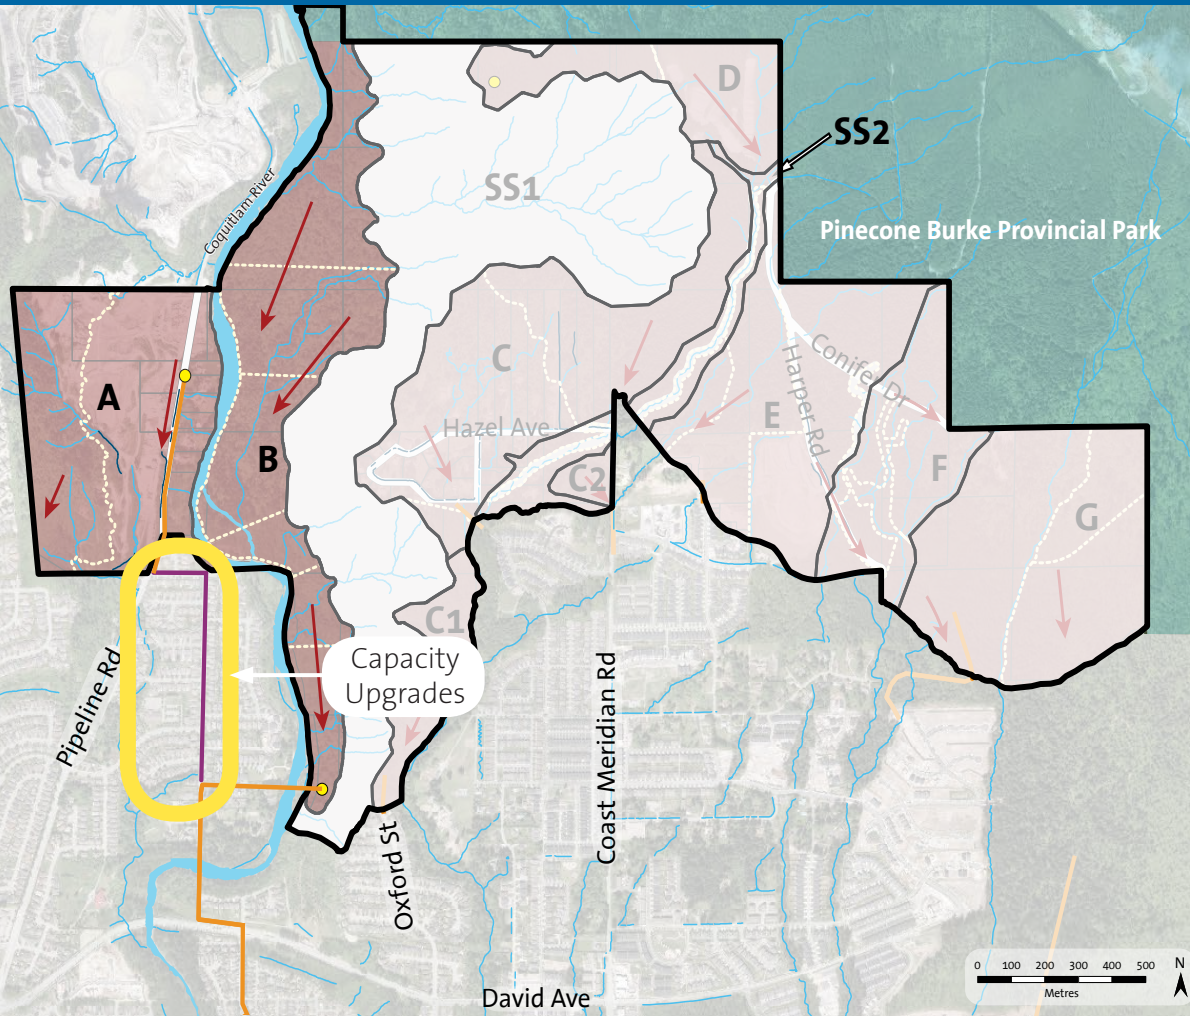 D
SS2
Coquitlam River
SS1
Pinecone Burke Provincial Park
A
B
C
Conifer Dr
Harper Rd
Hazel Ave
E
C2
F
G
C1
Capacity
Upgrades
Pipeline Rd
Coast Meridian Rd
Oxford St
David Ave
0 100 200 300 400 500
Metres
N